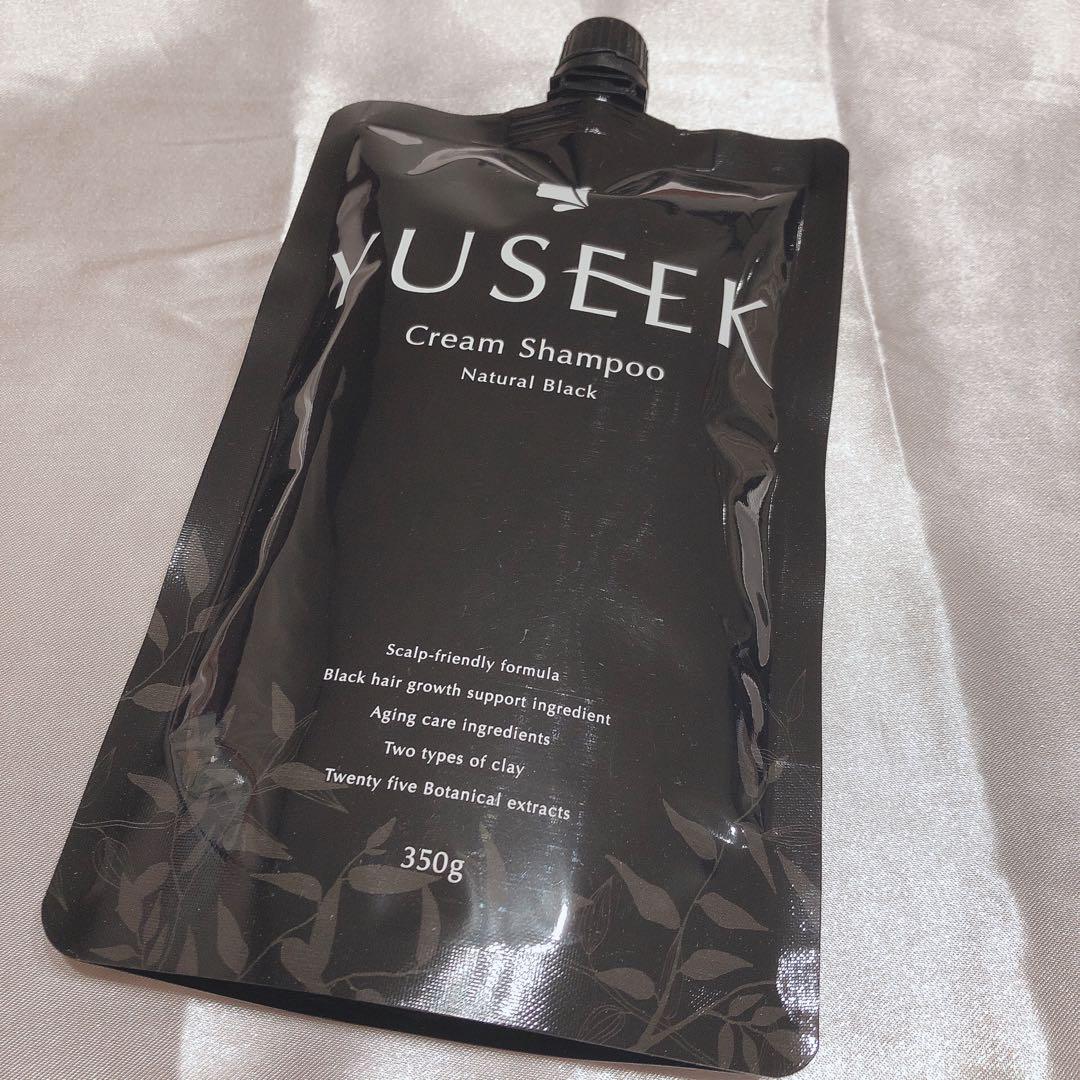 YUSEEK
Cream Shampoo
Natural Black
Scalp-friendly formula
Black hair growth support ingredient
Aging care ingredients
Two types of clay
Twenty five Botanical extracts
350g